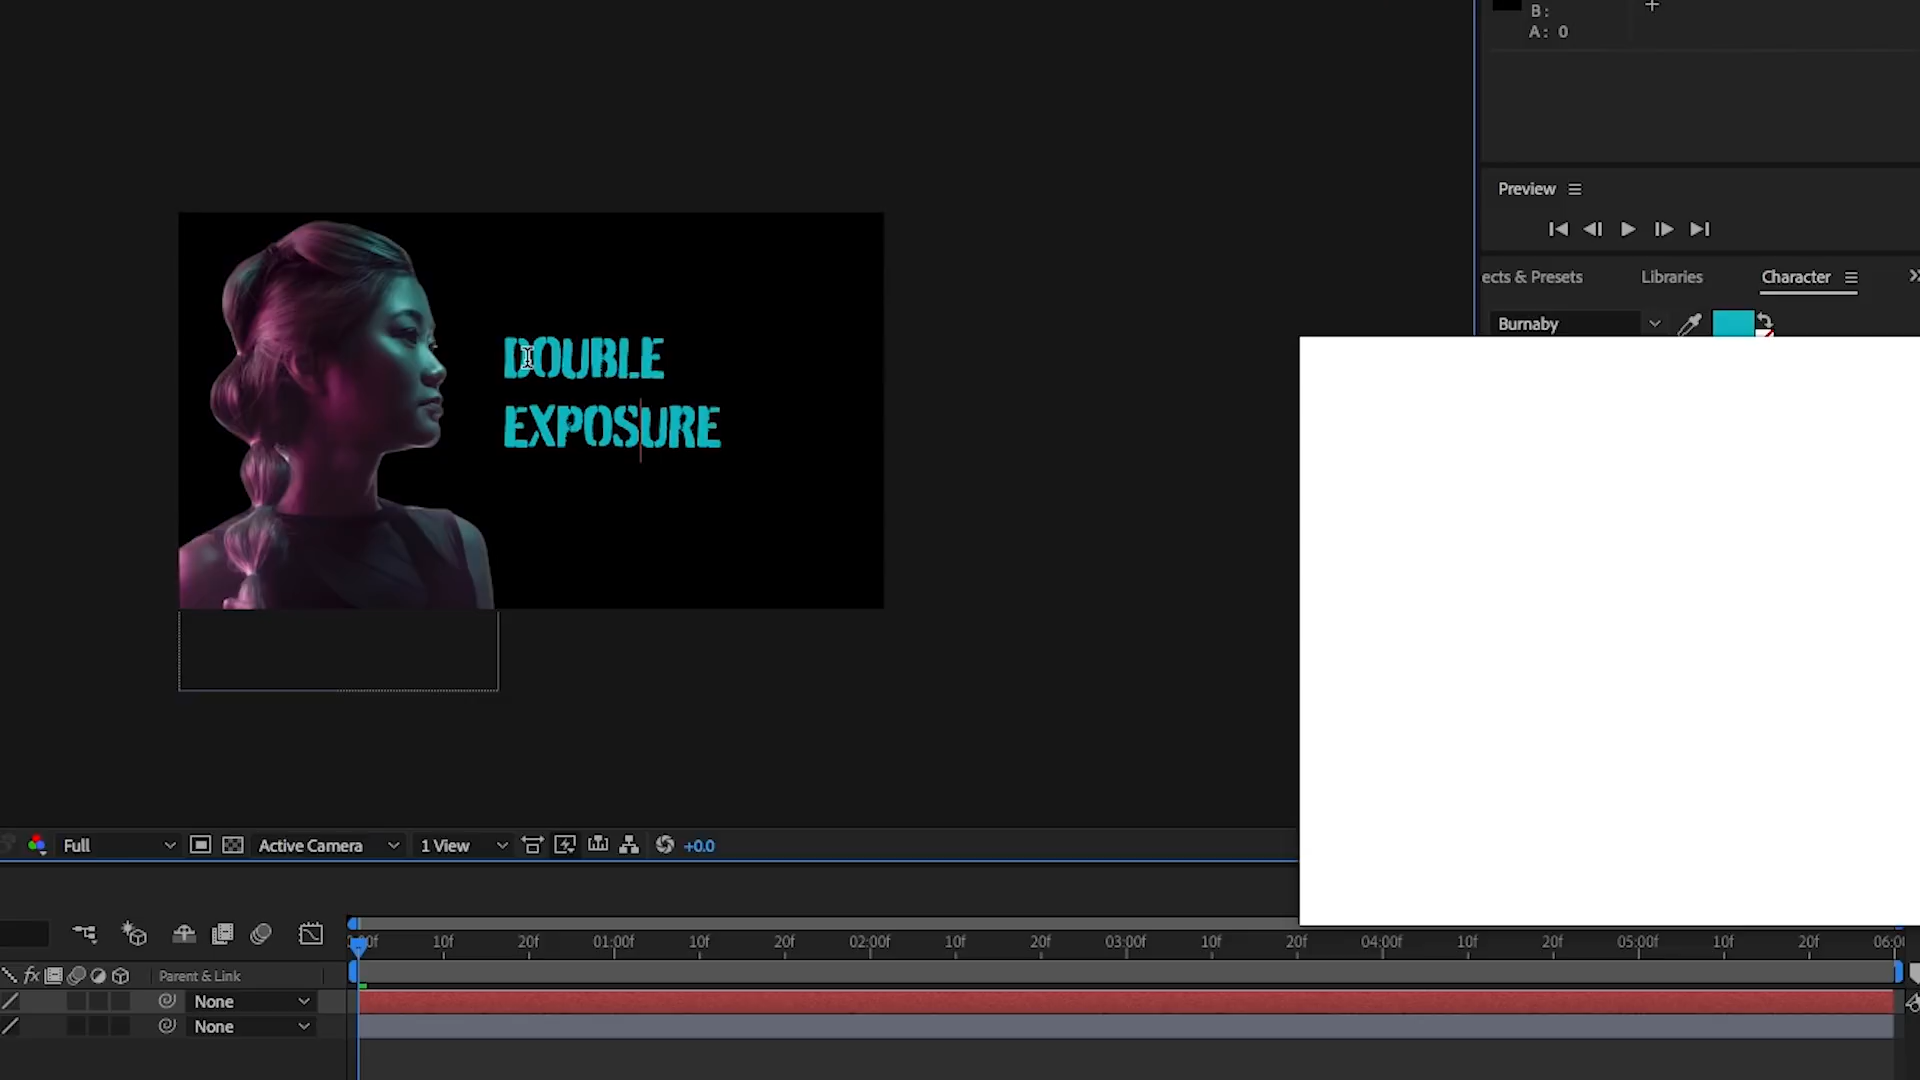 B:
A: 0
Preview
ects & Presets
Libraries
Character
Burnaby
DOUBLE
EXPOSURE
Full
Active Camera
1 View
+0.0
00f 10f 20f 01:00f 10f 20f 02:00f 10f 20f 03:00f 10f 20f 04:00f 10f 20f 05:00f 10f 20f 06:0
fx
Parent & Link
None
None